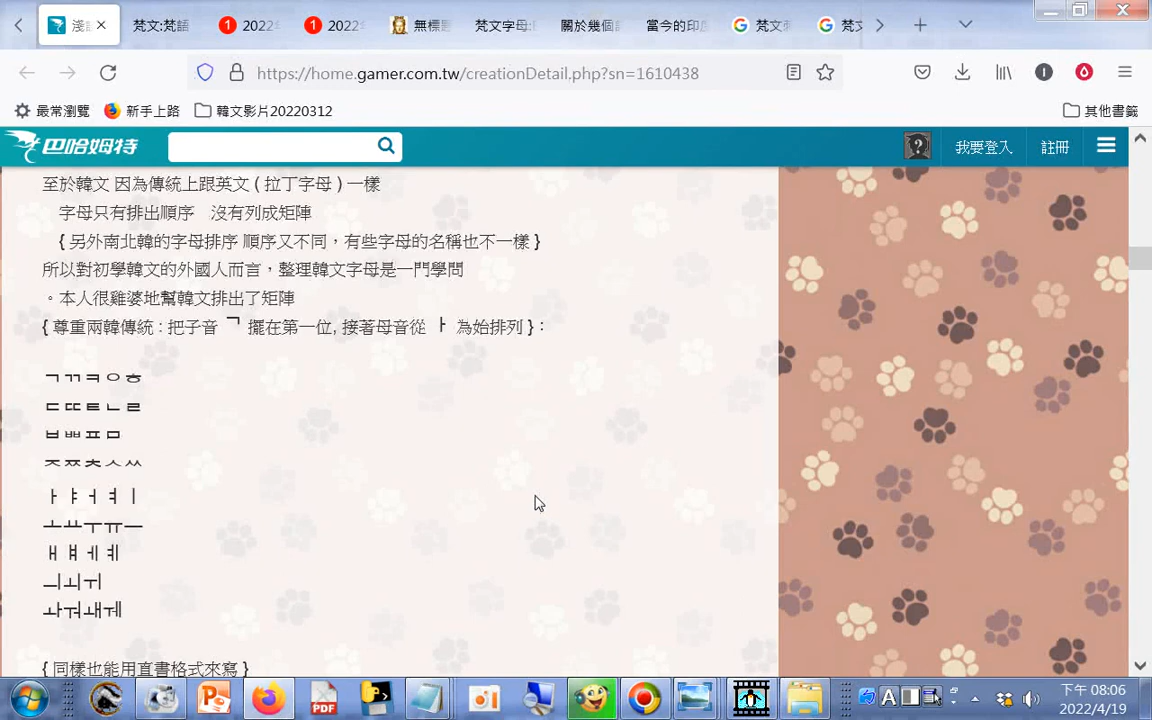 淺
梵文:梵語
2022
2022
無標題
梵文字母:
關於幾個
當今的印
梵文
梵文
https://home.gamer.com.tw/creationDetail.php?sn=1610438
最常瀏覽
新手上路
韓文影片20220312
其他書籤
巴哈姆特
我要登入
註冊
至於韓文 因為傳統上跟英文 ( 拉丁字母 ) 一樣
字母只有排出順序　沒有列成矩陣
{ 另外南北韓的字母排序 順序又不同，有些字母的名稱也不一樣 }
所以對初學韓文的外國人而言，整理韓文字母是一門學問
。本人很雞婆地幫韓文排出了矩陣
{ 尊重兩韓傳統 : 把子音 ㄱ 擺在第一位, 接著母音從 ㅏ 為始排列 } :
ㄱㄲㅋㅇㅎ
ㄷㄸㅌㄴㄹ
ㅂㅃㅍㅁ
ㅈㅉㅊㅅㅆ
ㅏㅑㅓㅕㅣ
ㅗㅛㅜㅠㅡ
ㅐㅒㅔㅖ
ㅢㅚㅟ
ㅘㅝㅙㅞ
{ 同樣也能用直書格式來寫 }
PDF
A
下午 08:06
2022/4/19